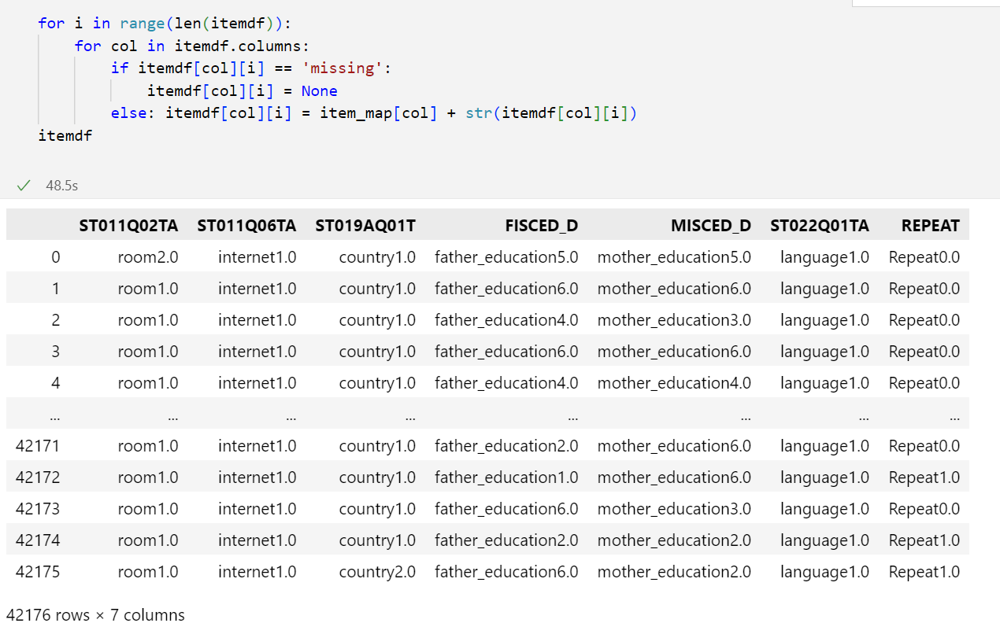 for i in range(len(itemdf)):
    for col in itemdf.columns:
        if itemdf[col][i] == 'missing':
            itemdf[col][i] = None
        else: itemdf[col][i] = item_map[col] + str(itemdf[col][i])
itemdf
48.5s
ST011Q02TA ST011Q06TA ST019AQ01T FISCED_D MISCED_D ST022Q01TA REPEAT
0 room2.0 internet1.0 country1.0 father_education5.0 mother_education5.0 language1.0 Repeat0.0
1 room1.0 internet1.0 country1.0 father_education6.0 mother_education6.0 language1.0 Repeat0.0
2 room1.0 internet1.0 country1.0 father_education4.0 mother_education3.0 language1.0 Repeat0.0
3 room1.0 internet1.0 country1.0 father_education6.0 mother_education6.0 language1.0 Repeat0.0
4 room1.0 internet1.0 country1.0 father_education4.0 mother_education4.0 language1.0 Repeat0.0
... ... ... ... ... ... ... ...
42171 room1.0 internet1.0 country1.0 father_education2.0 mother_education6.0 language1.0 Repeat0.0
42172 room1.0 internet1.0 country1.0 father_education1.0 mother_education6.0 language1.0 Repeat1.0
42173 room1.0 internet1.0 country1.0 father_education6.0 mother_education3.0 language1.0 Repeat0.0
42174 room1.0 internet1.0 country1.0 father_education2.0 mother_education2.0 language1.0 Repeat1.0
42175 room1.0 internet1.0 country2.0 father_education6.0 mother_education2.0 language1.0 Repeat1.0
42176 rows × 7 columns